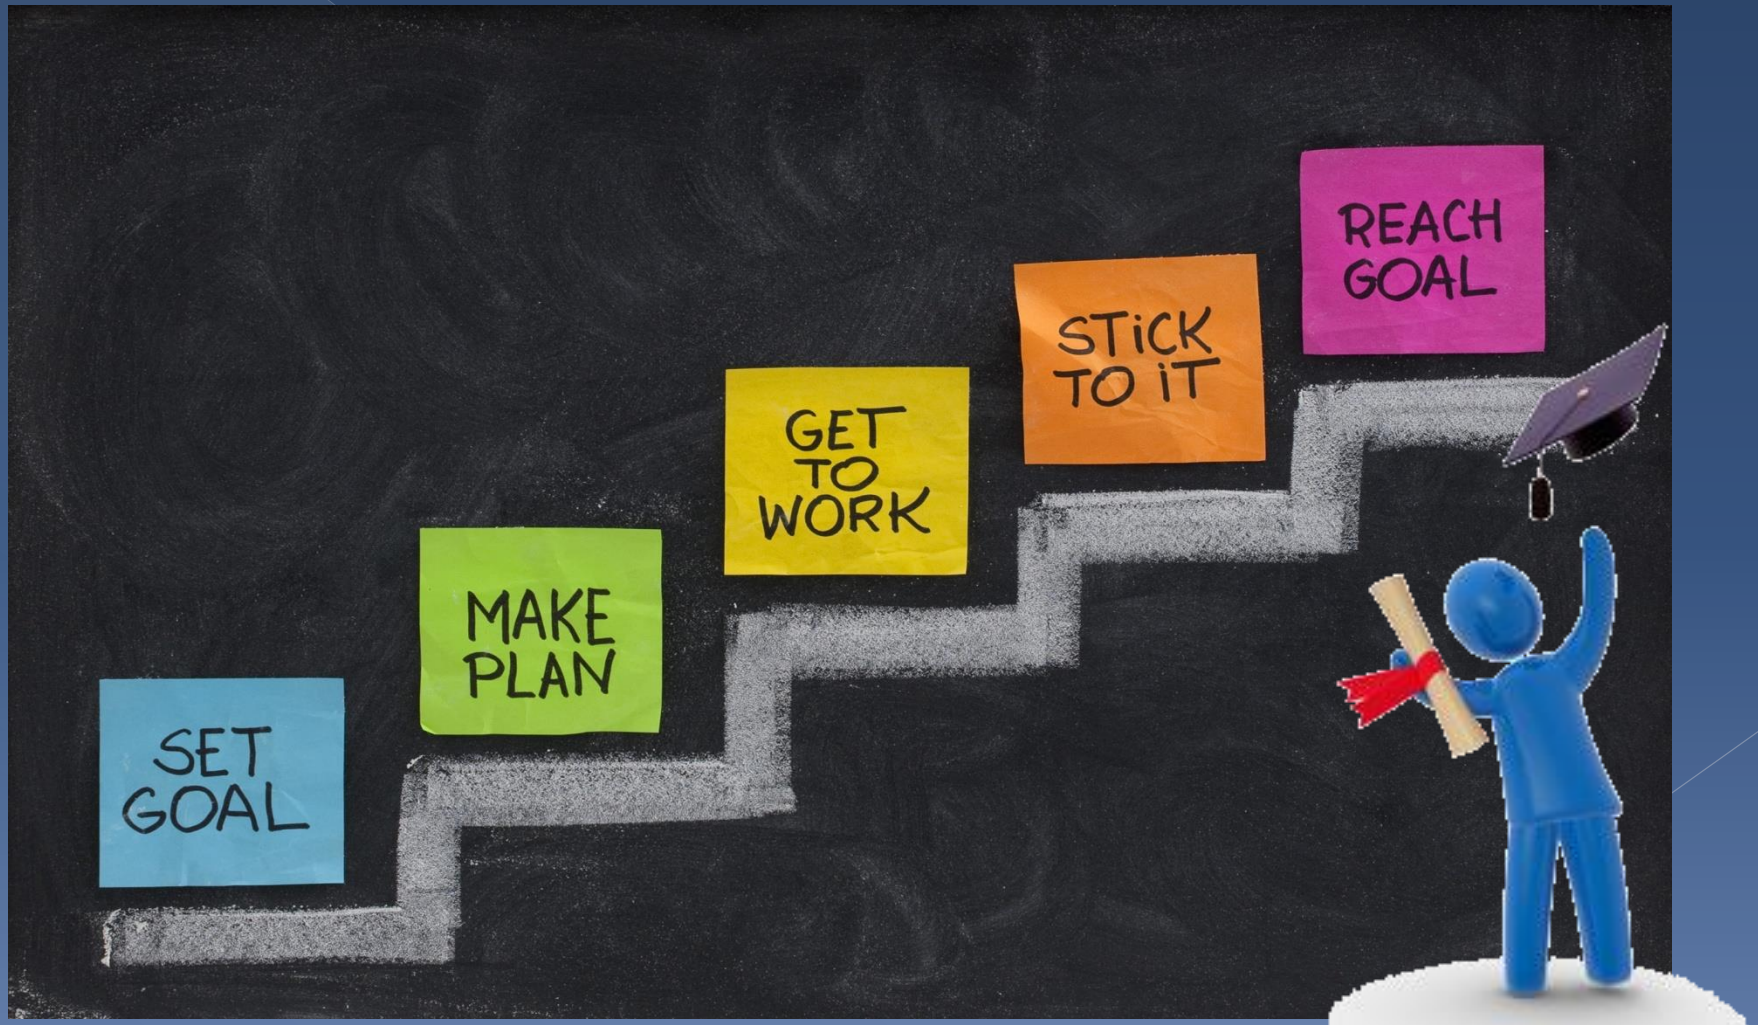 SET
GOAL
MAKE
PLAN
GET
TO
WORK
STiCK
TO iT
REACH
GOAL